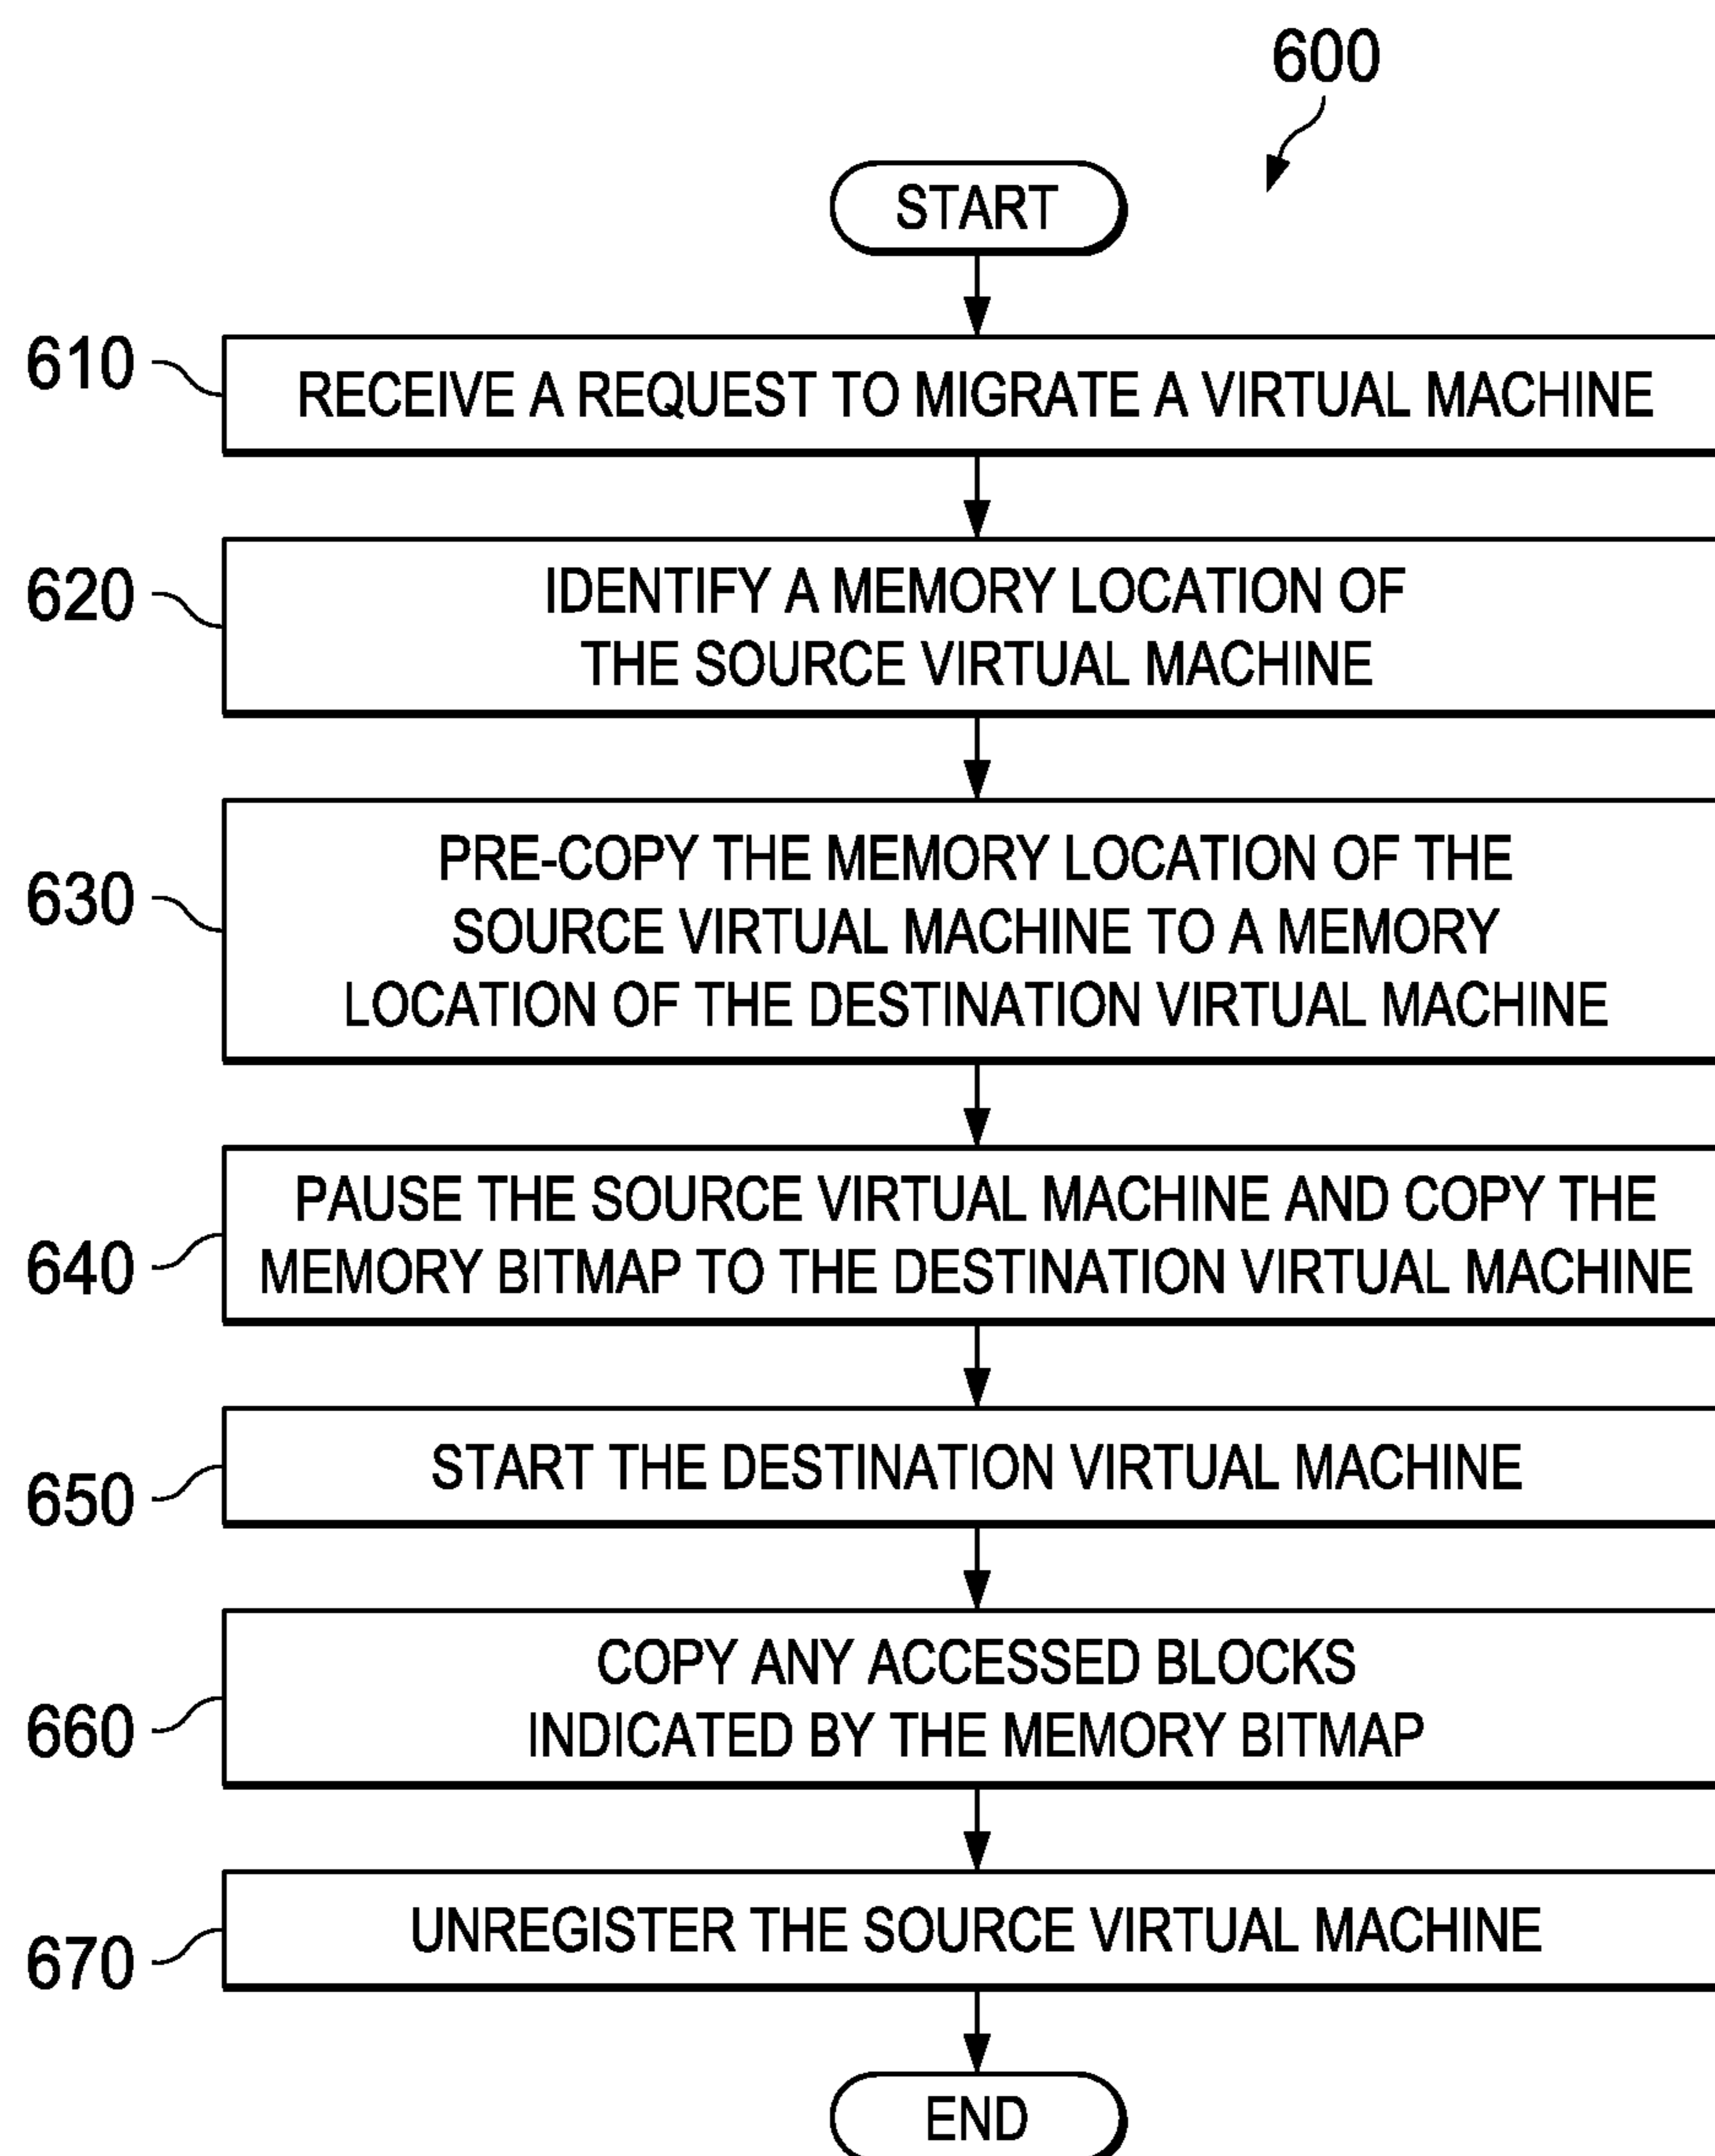 600
START
610
RECEIVE A REQUEST TO MIGRATE A VIRTUAL MACHINE
620
IDENTIFY A MEMORY LOCATION OF
THE SOURCE VIRTUAL MACHINE
630
PRE-COPY THE MEMORY LOCATION OF THE
SOURCE VIRTUAL MACHINE TO A MEMORY
LOCATION OF THE DESTINATION VIRTUAL MACHINE
640
PAUSE THE SOURCE VIRTUAL MACHINE AND COPY THE
MEMORY BITMAP TO THE DESTINATION VIRTUAL MACHINE
650
START THE DESTINATION VIRTUAL MACHINE
660
COPY ANY ACCESSED BLOCKS
INDICATED BY THE MEMORY BITMAP
670
UNREGISTER THE SOURCE VIRTUAL MACHINE
END